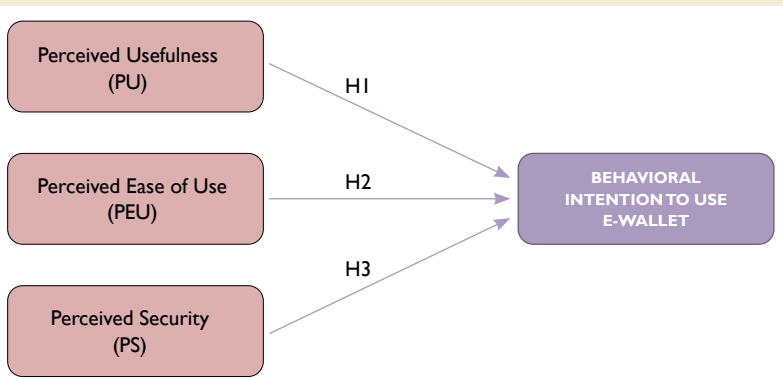 Perceived Usefulness
(PU)
H1
Perceived Ease of Use
(PEU)
H2
BEHAVIORAL
INTENTION TO USE
E-WALLET
H3
Perceived Security
(PS)